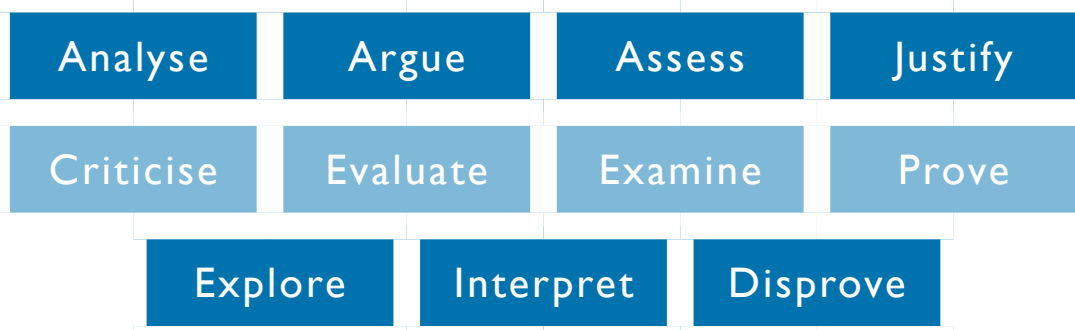 Analyse Argue Assess Justify
Criticise Evaluate Examine Prove
Explore Interpret Disprove